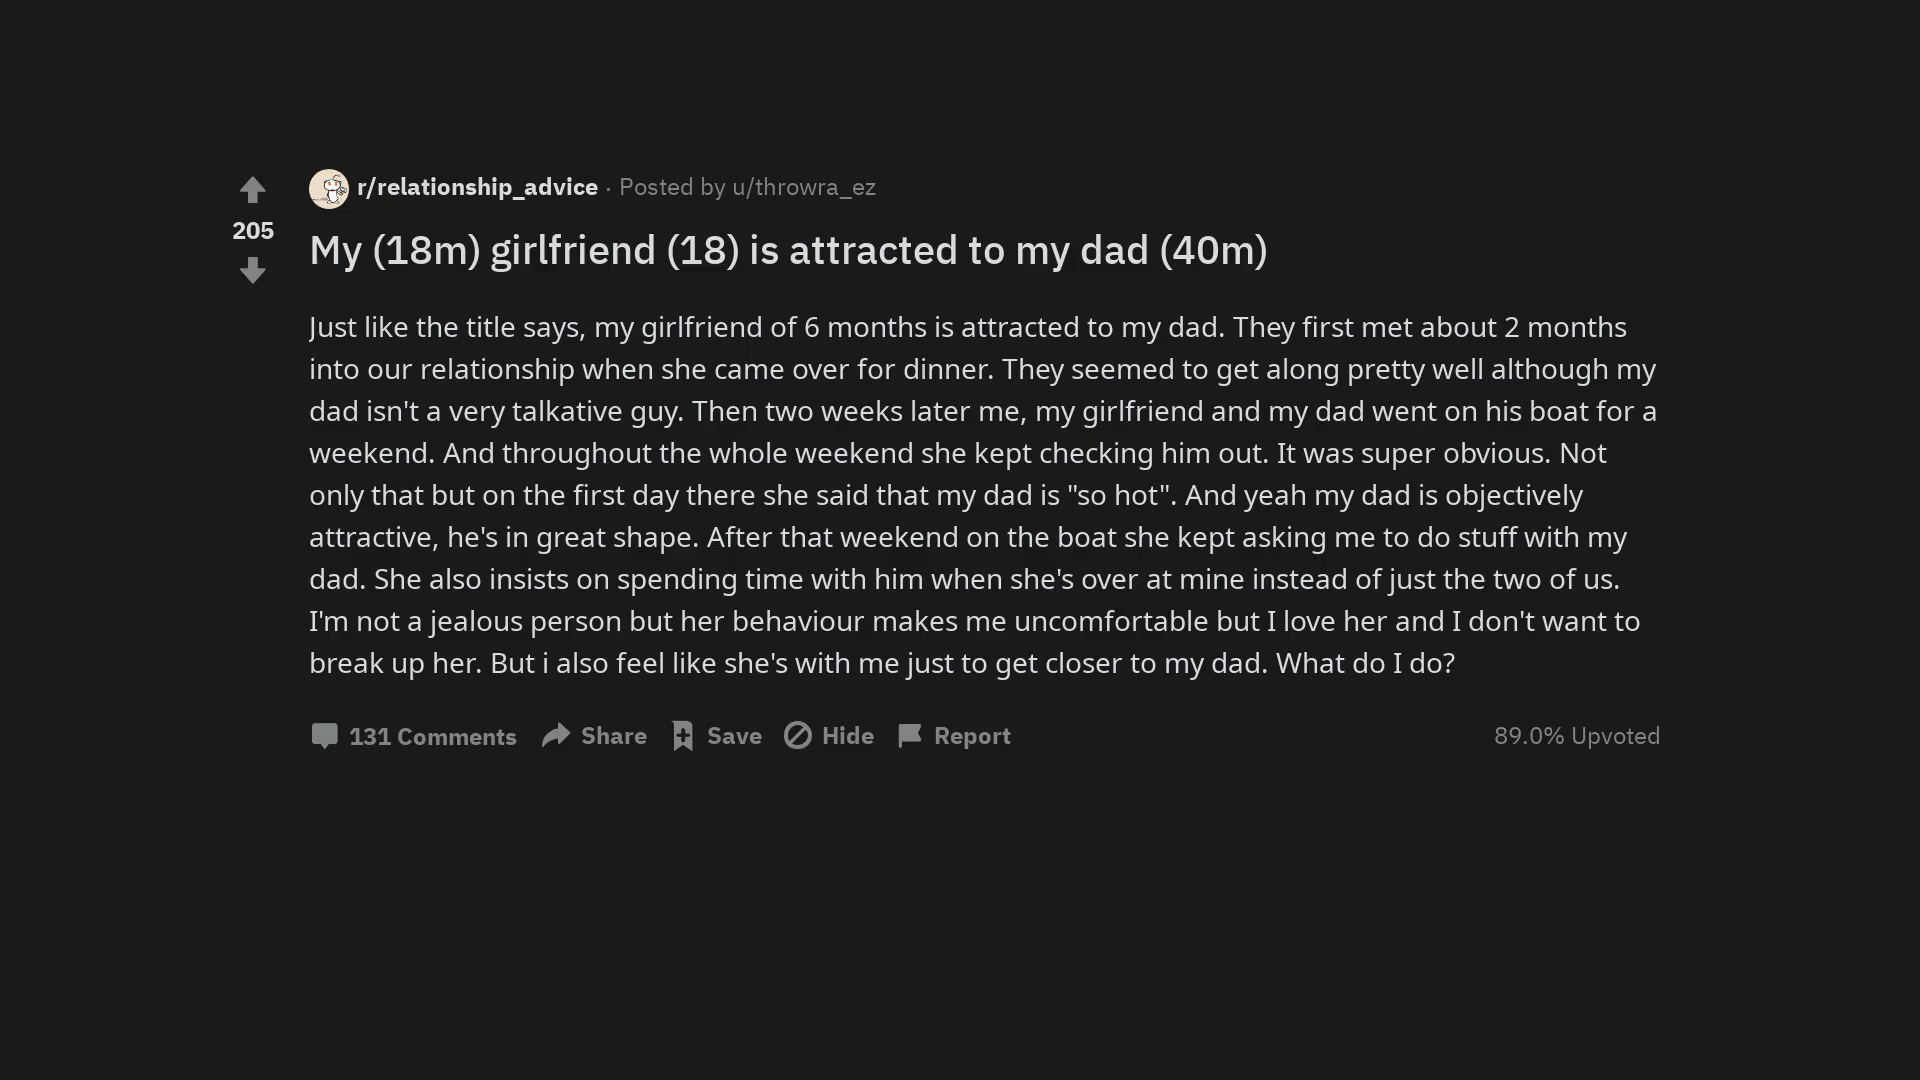 r/relationship_advice · Posted by u/throwra_ez
205
My (18m) girlfriend (18) is attracted to my dad (40m)
Just like the title says, my girlfriend of 6 months is attracted to my dad. They first met about 2 months
into our relationship when she came over for dinner. They seemed to get along pretty well although my
dad isn't a very talkative guy. Then two weeks later me, my girlfriend and my dad went on his boat for a
weekend. And throughout the whole weekend she kept checking him out. It was super obvious. Not
only that but on the first day there she said that my dad is "so hot". And yeah my dad is objectively
attractive, he's in great shape. After that weekend on the boat she kept asking me to do stuff with my
dad. She also insists on spending time with him when she's over at mine instead of just the two of us.
I'm not a jealous person but her behaviour makes me uncomfortable but I love her and I don't want to
break up her. But i also feel like she's with me just to get closer to my dad. What do I do?
131 Comments Share Save Hide Report 89.0% Upvoted